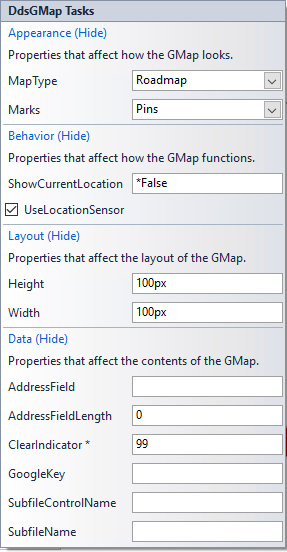 DdsGMap Tasks
Appearance (Hide)
Properties that affect how the GMap looks.
MapType Roadmap
Marks Pins
Behavior (Hide)
Properties that affect how the GMap functions.
ShowCurrentLocation *False
UseLocationSensor
Layout (Hide)
Properties that affect the layout of the GMap.
Height 100px
Width 100px
Data (Hide)
Properties that affect the contents of the GMap.
AddressField
AddressFieldLength 0
ClearIndicator * 99
GoogleKey
SubfileControlName
SubfileName